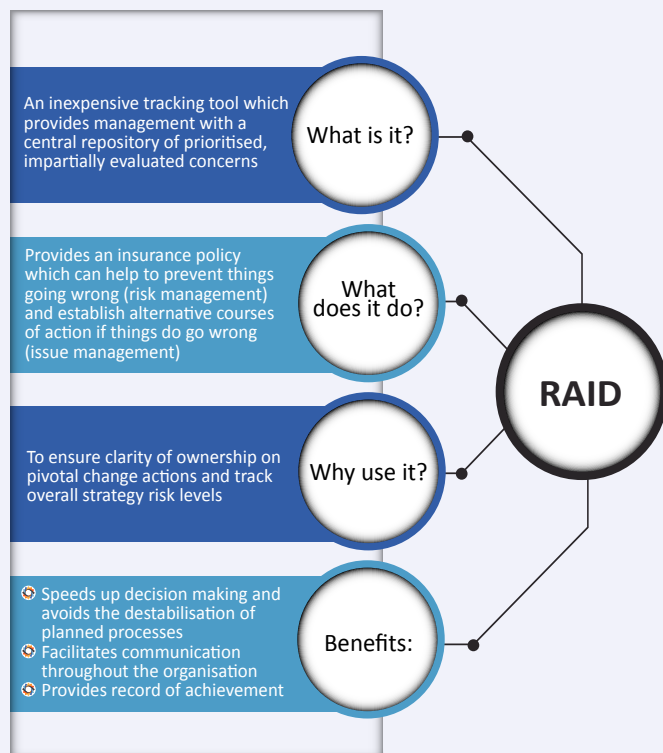 An inexpensive tracking tool which
provides management with a
central repository of prioritised,
impartially evaluated concerns
What is it?
Provides an insurance policy
which can help to prevent things
going wrong (risk management)
and establish alternative courses
of action if things do go wrong
(issue management)
What
does it do?
RAID
To ensure clarity of ownership on
pivotal change actions and track
overall strategy risk levels
Why use it?
Speeds up decision making and
avoids the destabilisation of
planned processes
Facilitates communication
throughout the organisation
Provides record of achievement
Benefits: